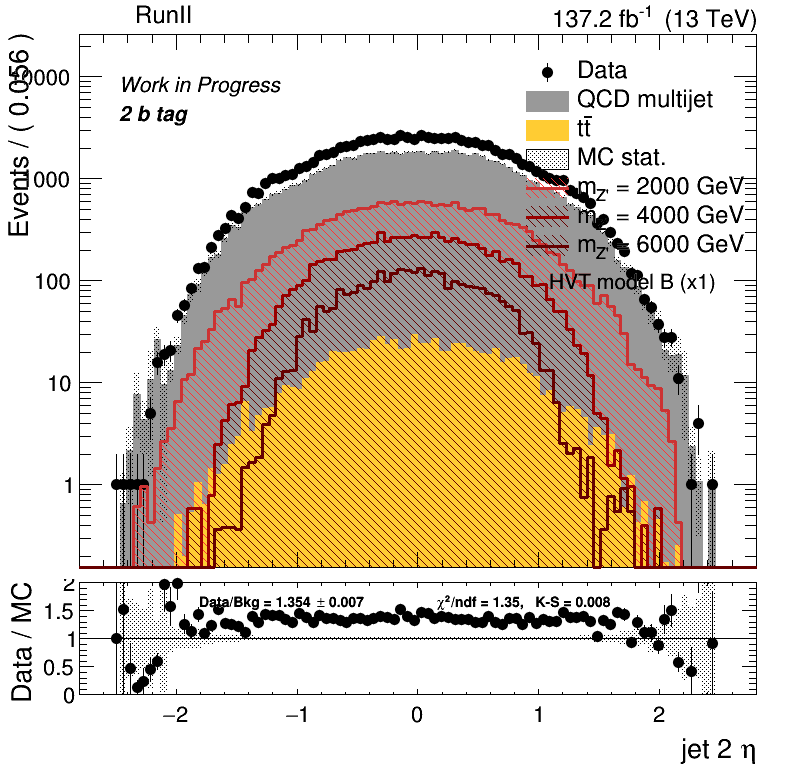 RunII
137.2 fb⁻¹ (13 TeV)
Events / ( 0.056 )
10000
1000
100
10
1
Work in Progress
2 b tag
Data
QCD multijet
tt̄
MC stat.
m_Z' = 2000 GeV
m_Z' = 4000 GeV
m_Z' = 6000 GeV
HVT model B (x1)
Data / MC
2
1.5
1
0.5
0
Data/Bkg = 1.354 ± 0.007
χ²/ndf = 1.35, K-S = 0.008
−2 −1 0 1 2
jet 2 η